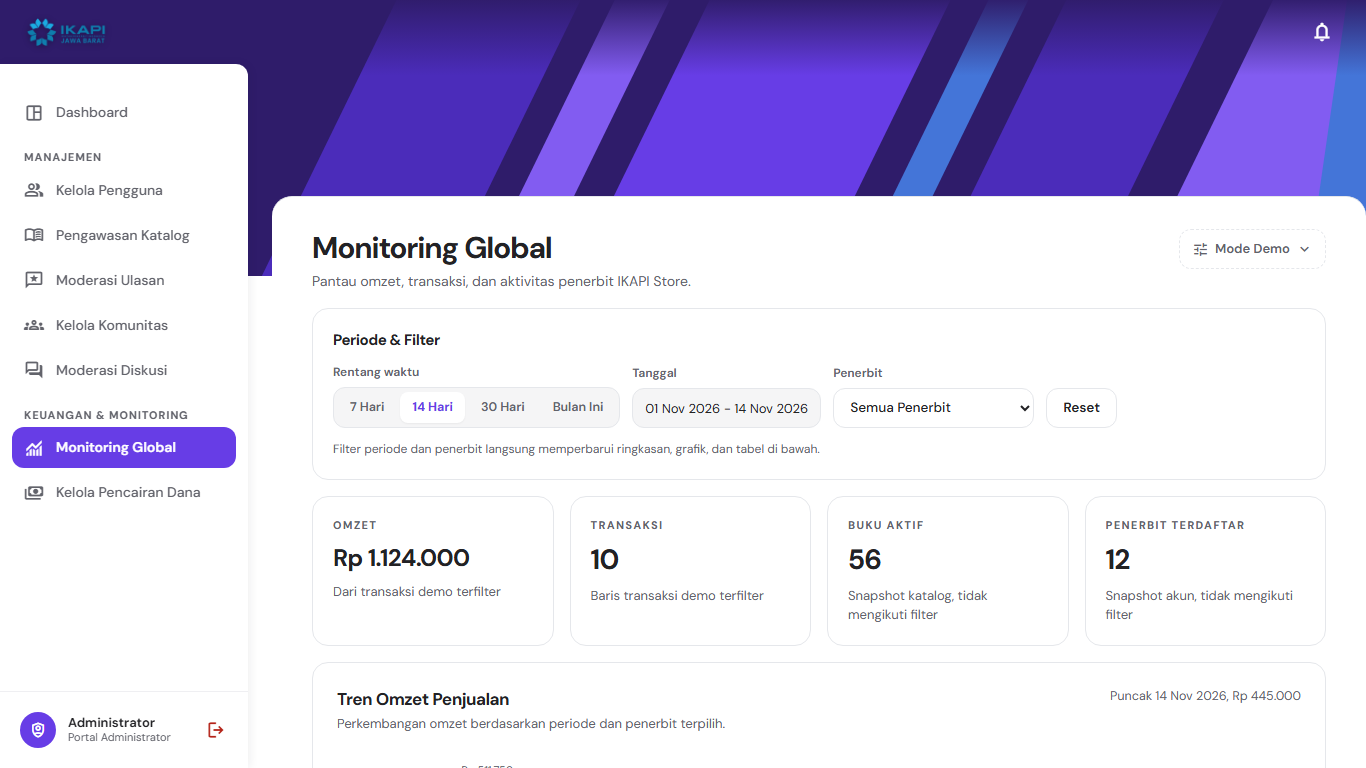 IKAPI
JAWA BARAT
Dashboard
MANAJEMEN
Kelola Pengguna
Pengawasan Katalog
Moderasi Ulasan
Kelola Komunitas
Moderasi Diskusi
KEUANGAN & MONITORING
Monitoring Global
Kelola Pencairan Dana
Administrator
Portal Administrator
Monitoring Global
Mode Demo
Pantau omzet, transaksi, dan aktivitas penerbit IKAPI Store.
Periode & Filter
Rentang waktu
7 Hari
14 Hari
30 Hari
Bulan Ini
Tanggal
01 Nov 2026 - 14 Nov 2026
Penerbit
Semua Penerbit
Reset
Filter periode dan penerbit langsung memperbarui ringkasan, grafik, dan tabel di bawah.
OMZET
Rp 1.124.000
Dari transaksi demo terfilter
TRANSAKSI
10
Baris transaksi demo terfilter
BUKU AKTIF
56
Snapshot katalog, tidak
mengikuti filter
PENERBIT TERDAFTAR
12
Snapshot akun, tidak mengikuti
filter
Tren Omzet Penjualan
Puncak 14 Nov 2026, Rp 445.000
Perkembangan omzet berdasarkan periode dan penerbit terpilih.